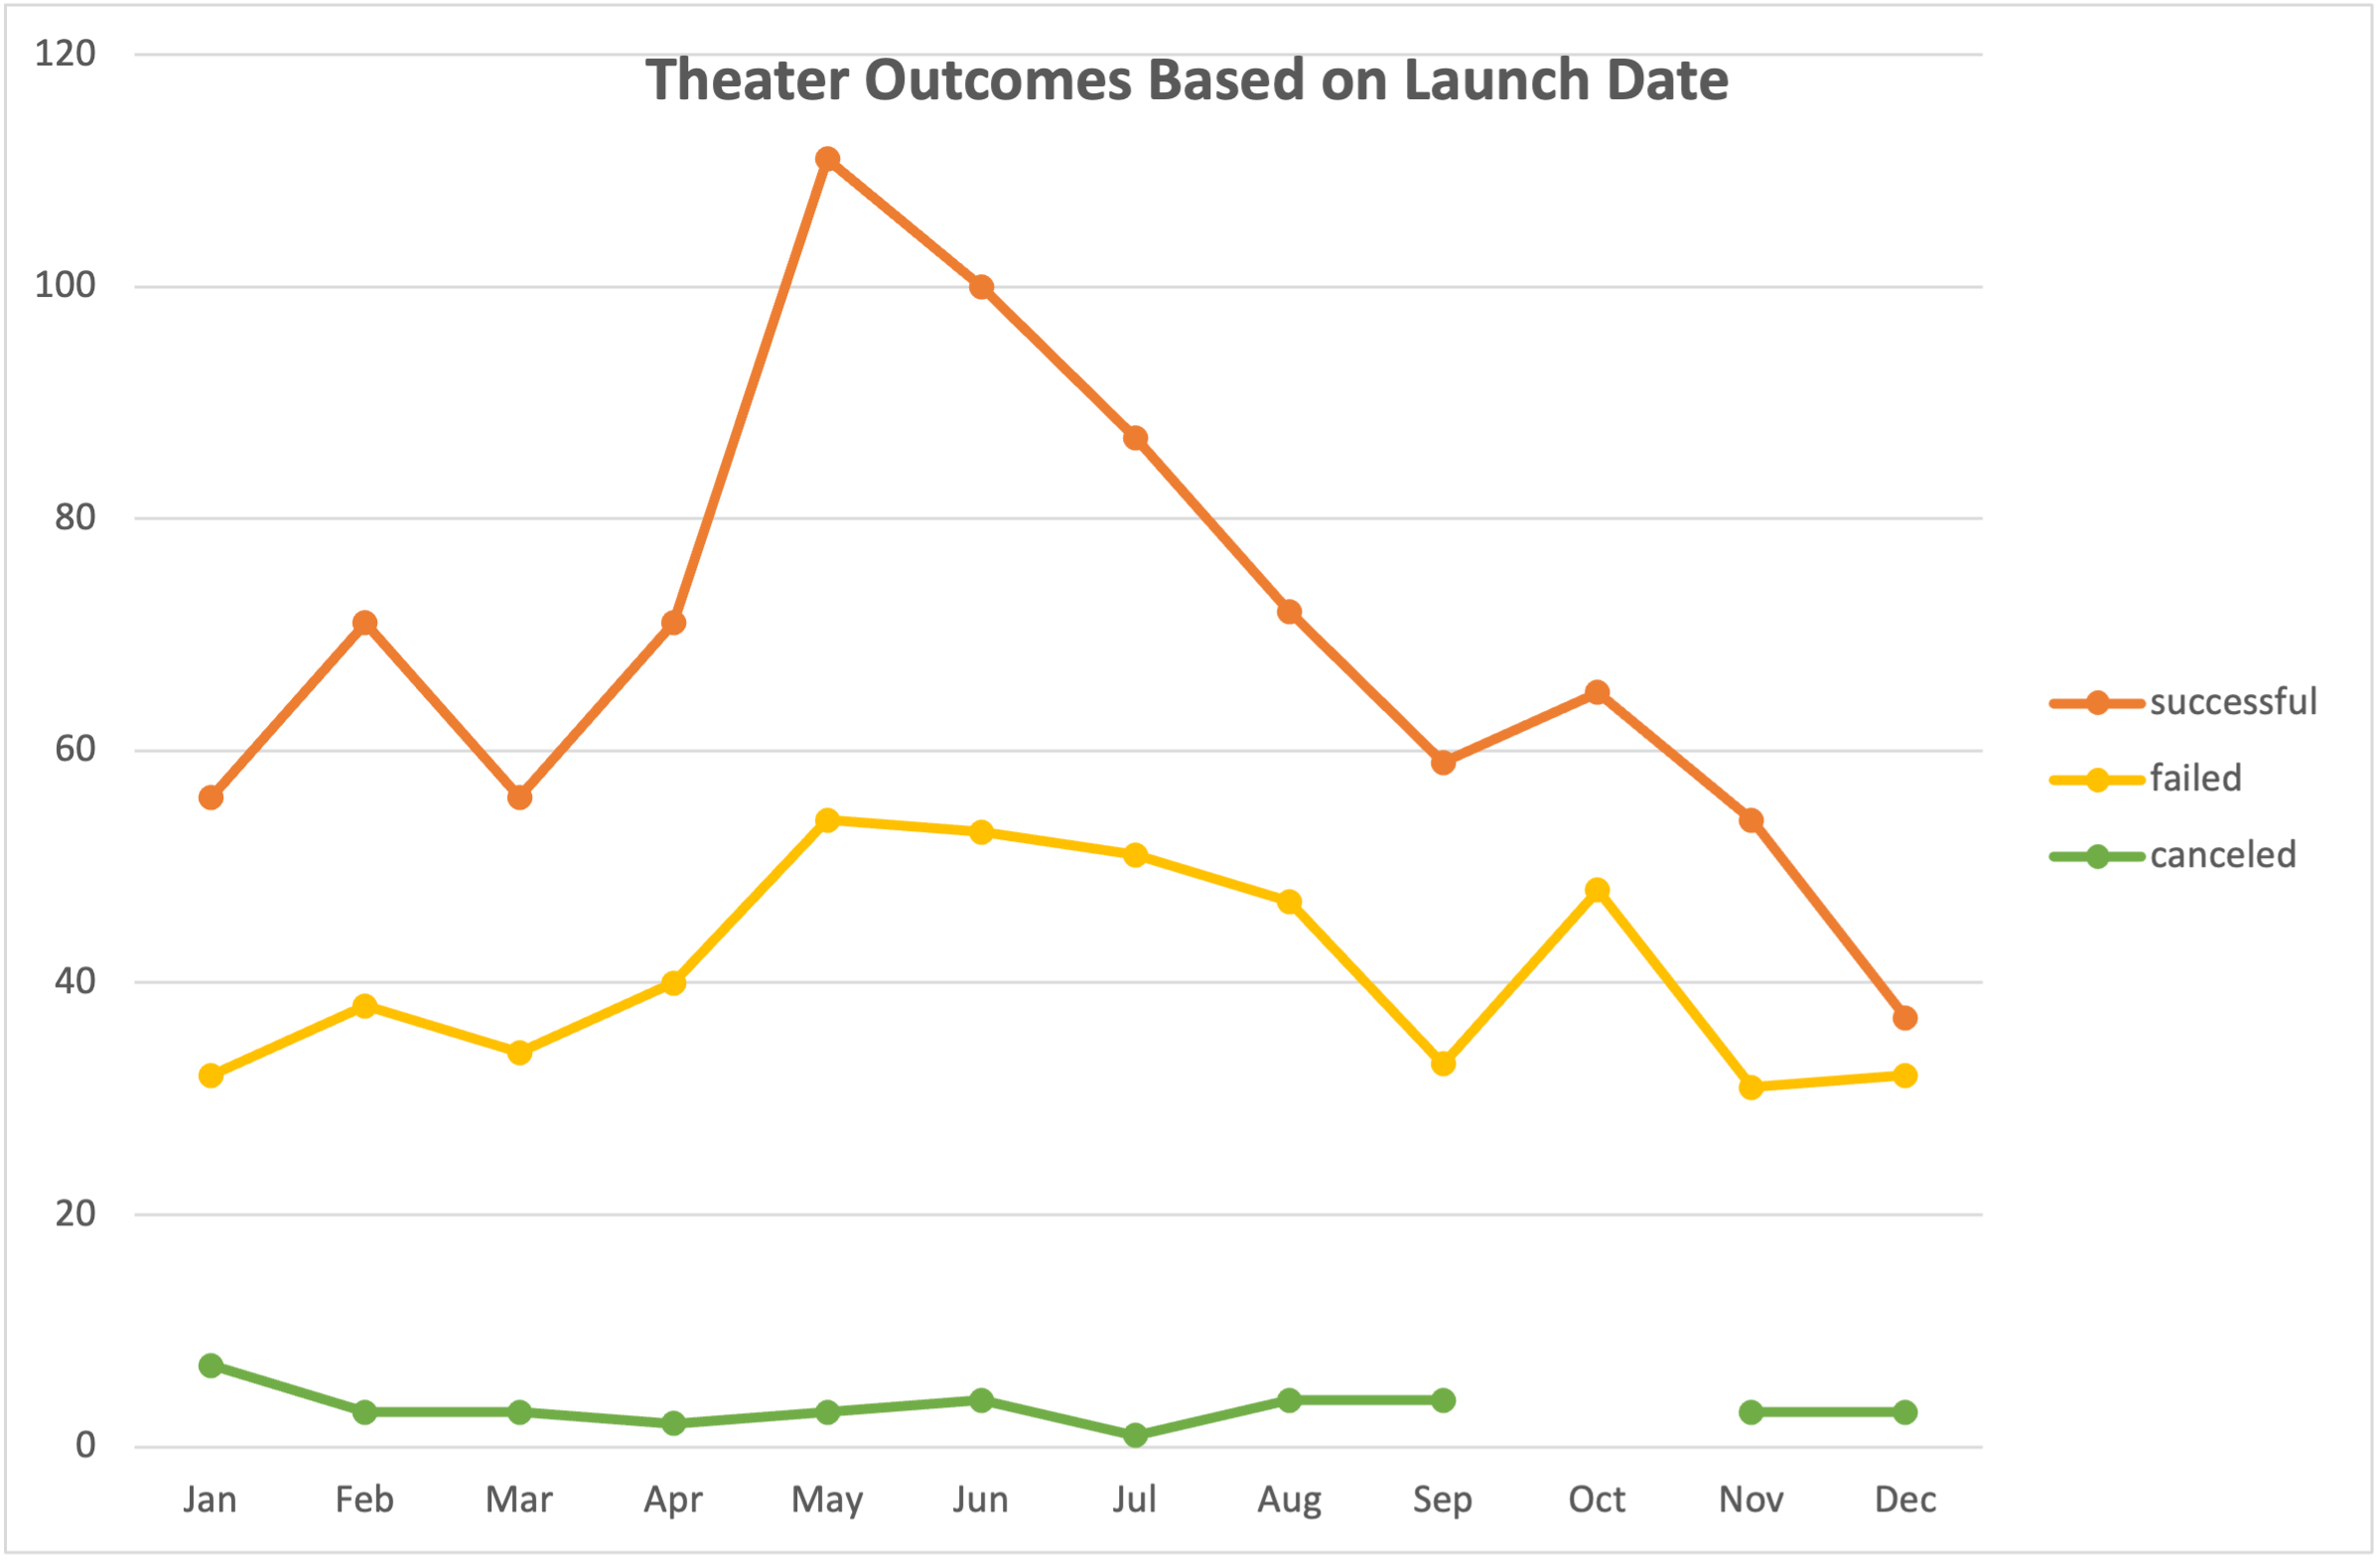 Theater Outcomes Based on Launch Date
120
100
80
60
40
20
0
Jan Feb Mar Apr May Jun Jul Aug Sep Oct Nov Dec
successful
failed
canceled